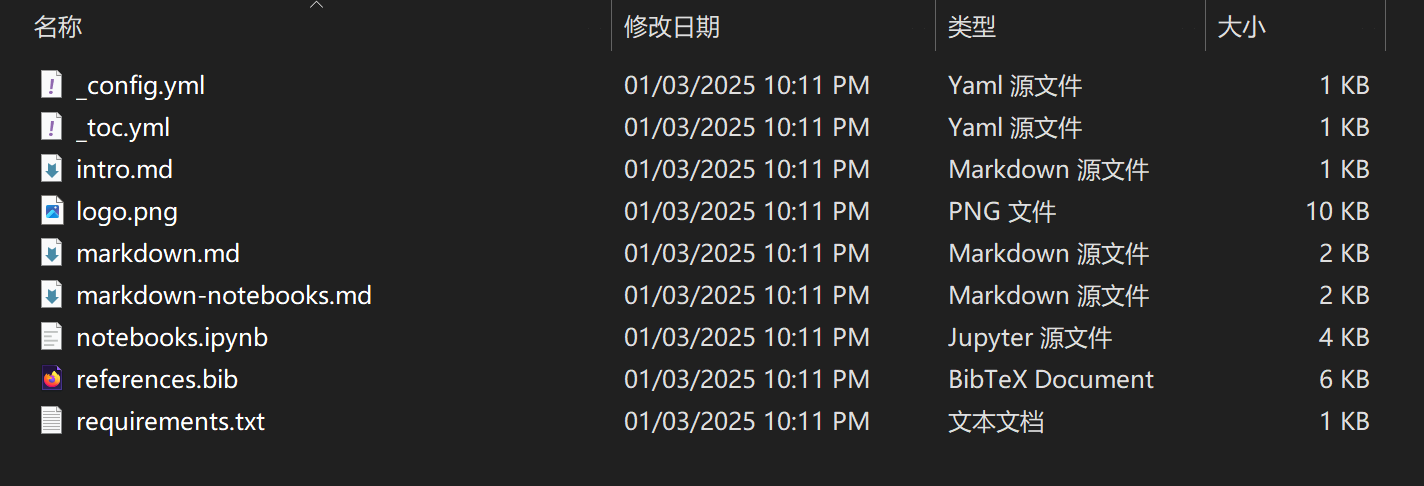 名称 修改日期 类型 大小
_config.yml 01/03/2025 10:11 PM Yaml 源文件 1 KB
_toc.yml 01/03/2025 10:11 PM Yaml 源文件 1 KB
intro.md 01/03/2025 10:11 PM Markdown 源文件 1 KB
logo.png 01/03/2025 10:11 PM PNG 文件 10 KB
markdown.md 01/03/2025 10:11 PM Markdown 源文件 2 KB
markdown-notebooks.md 01/03/2025 10:11 PM Markdown 源文件 2 KB
notebooks.ipynb 01/03/2025 10:11 PM Jupyter 源文件 4 KB
references.bib 01/03/2025 10:11 PM BibTeX Document 6 KB
requirements.txt 01/03/2025 10:11 PM 文本文档 1 KB